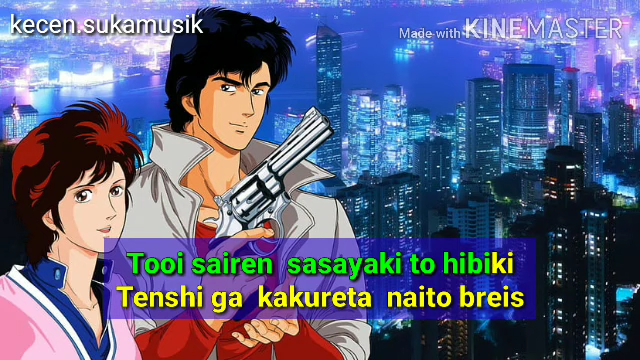 kecen.sukamusik
Made with KINEMASTER
Tooi sairen sasayaki to hibiki
Tenshi ga kakureta naito breis